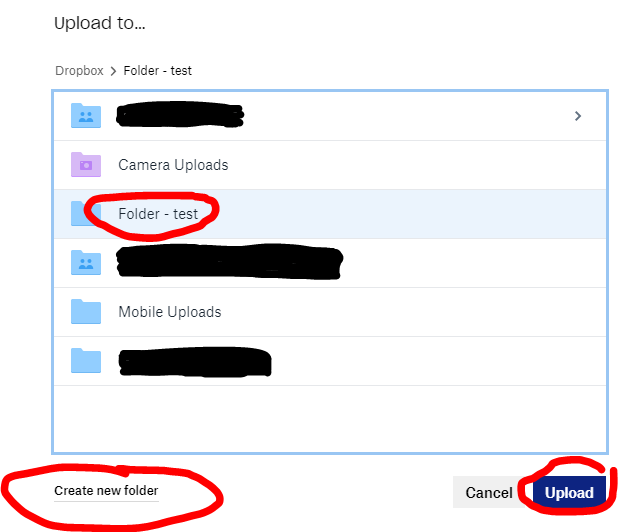 Upload to...
Dropbox > Folder - test
Camera Uploads
Folder - test
Mobile Uploads
Create new folder
Cancel
Upload